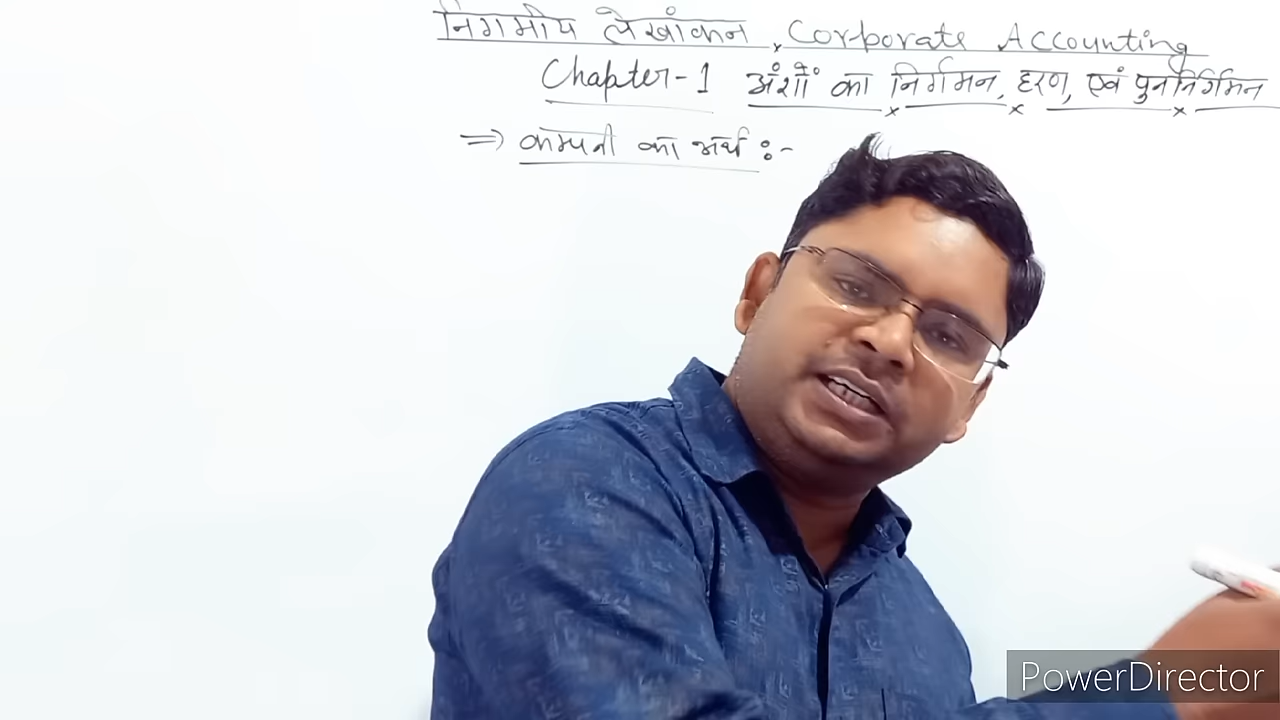 निगमीय लेखांकन Corporate Accounting
Chapter-1 अंशों का निर्गमन, हरण, एवं पुनर्निर्गमन
⇒ कम्पनी का अर्थ :-
PowerDirector